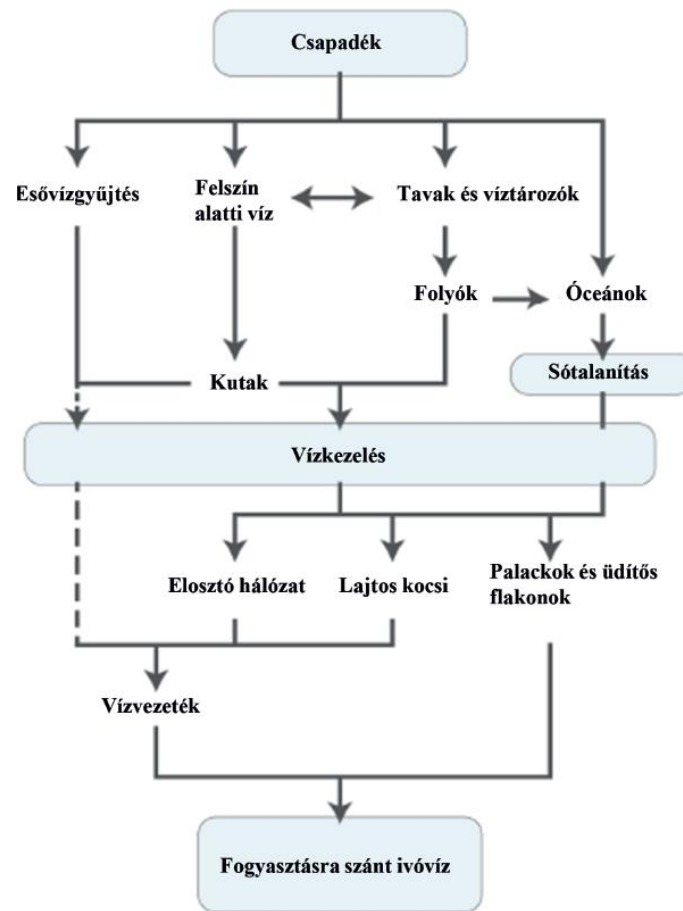 Csapadék
Esővízgyűjtés
Felszín
alatti víz
Tavak és víztározók
Folyók
Óceánok
Kutak
Sótalanítás
Vízkezelés
Elosztó hálózat
Lajtos kocsi
Palackok és üdítős
flakonok
Vízvezeték
Fogyasztásra szánt ivóvíz